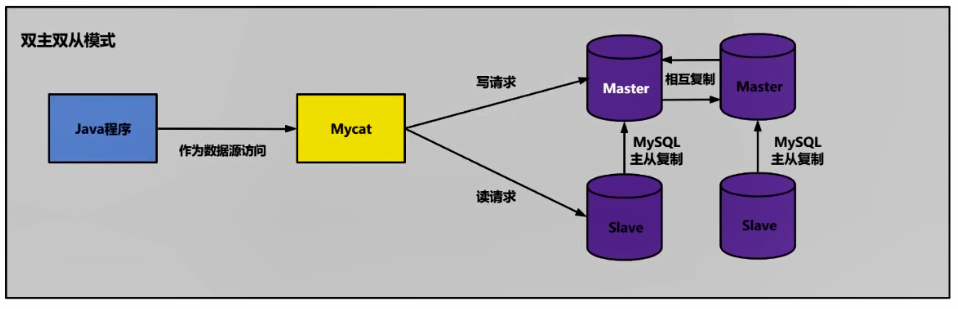 双主双从模式
写请求
Master
相互复制
Master
Java程序
Mycat
作为数据源访问
MySQL
主从复制
MySQL
主从复制
读请求
Slave
Slave